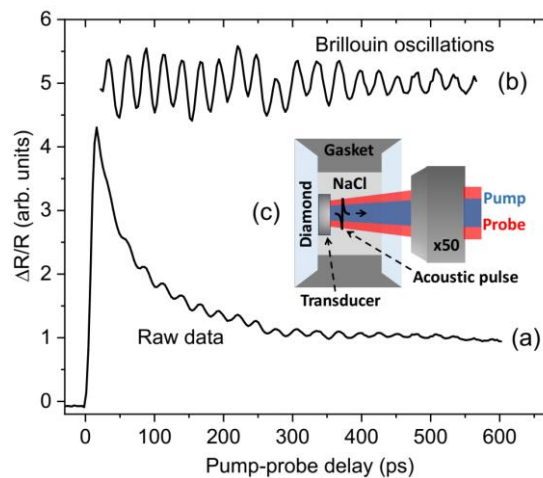 6
5
4
3
2
1
0
ΔR/R (arb. units)
Brillouin oscillations
(b)
Gasket
NaCl
(c)
Diamond
Pump
Probe
x50
Acoustic pulse
Transducer
Raw data
(a)
0 100 200 300 400 500 600
Pump-probe delay (ps)